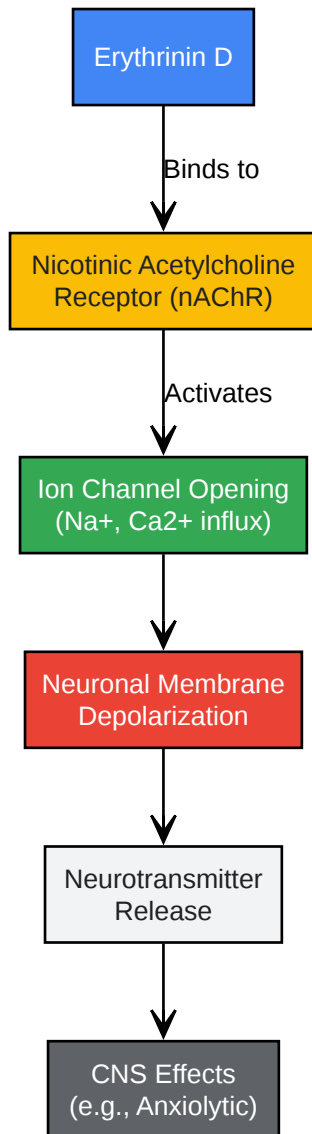 Erythrinin D
Binds to
Nicotinic Acetylcholine
Receptor (nAChR)
Activates
Ion Channel Opening
(Na+, Ca2+ influx)
Neuronal Membrane
Depolarization
Neurotransmitter
Release
CNS Effects
(e.g., Anxiolytic)